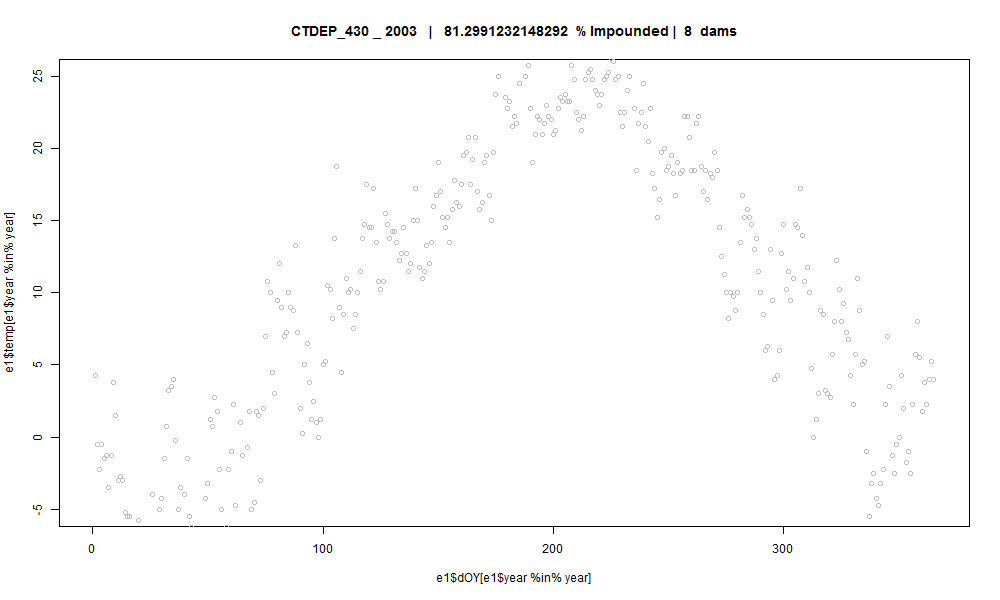 CTDEP_430 _ 2003 | 81.2991232148292 % Impounded | 8 dams
e1$temp[e1$year %in% year]
25
20
15
10
5
0
-5
0 100 200 300
e1$dOY[e1$year %in% year]